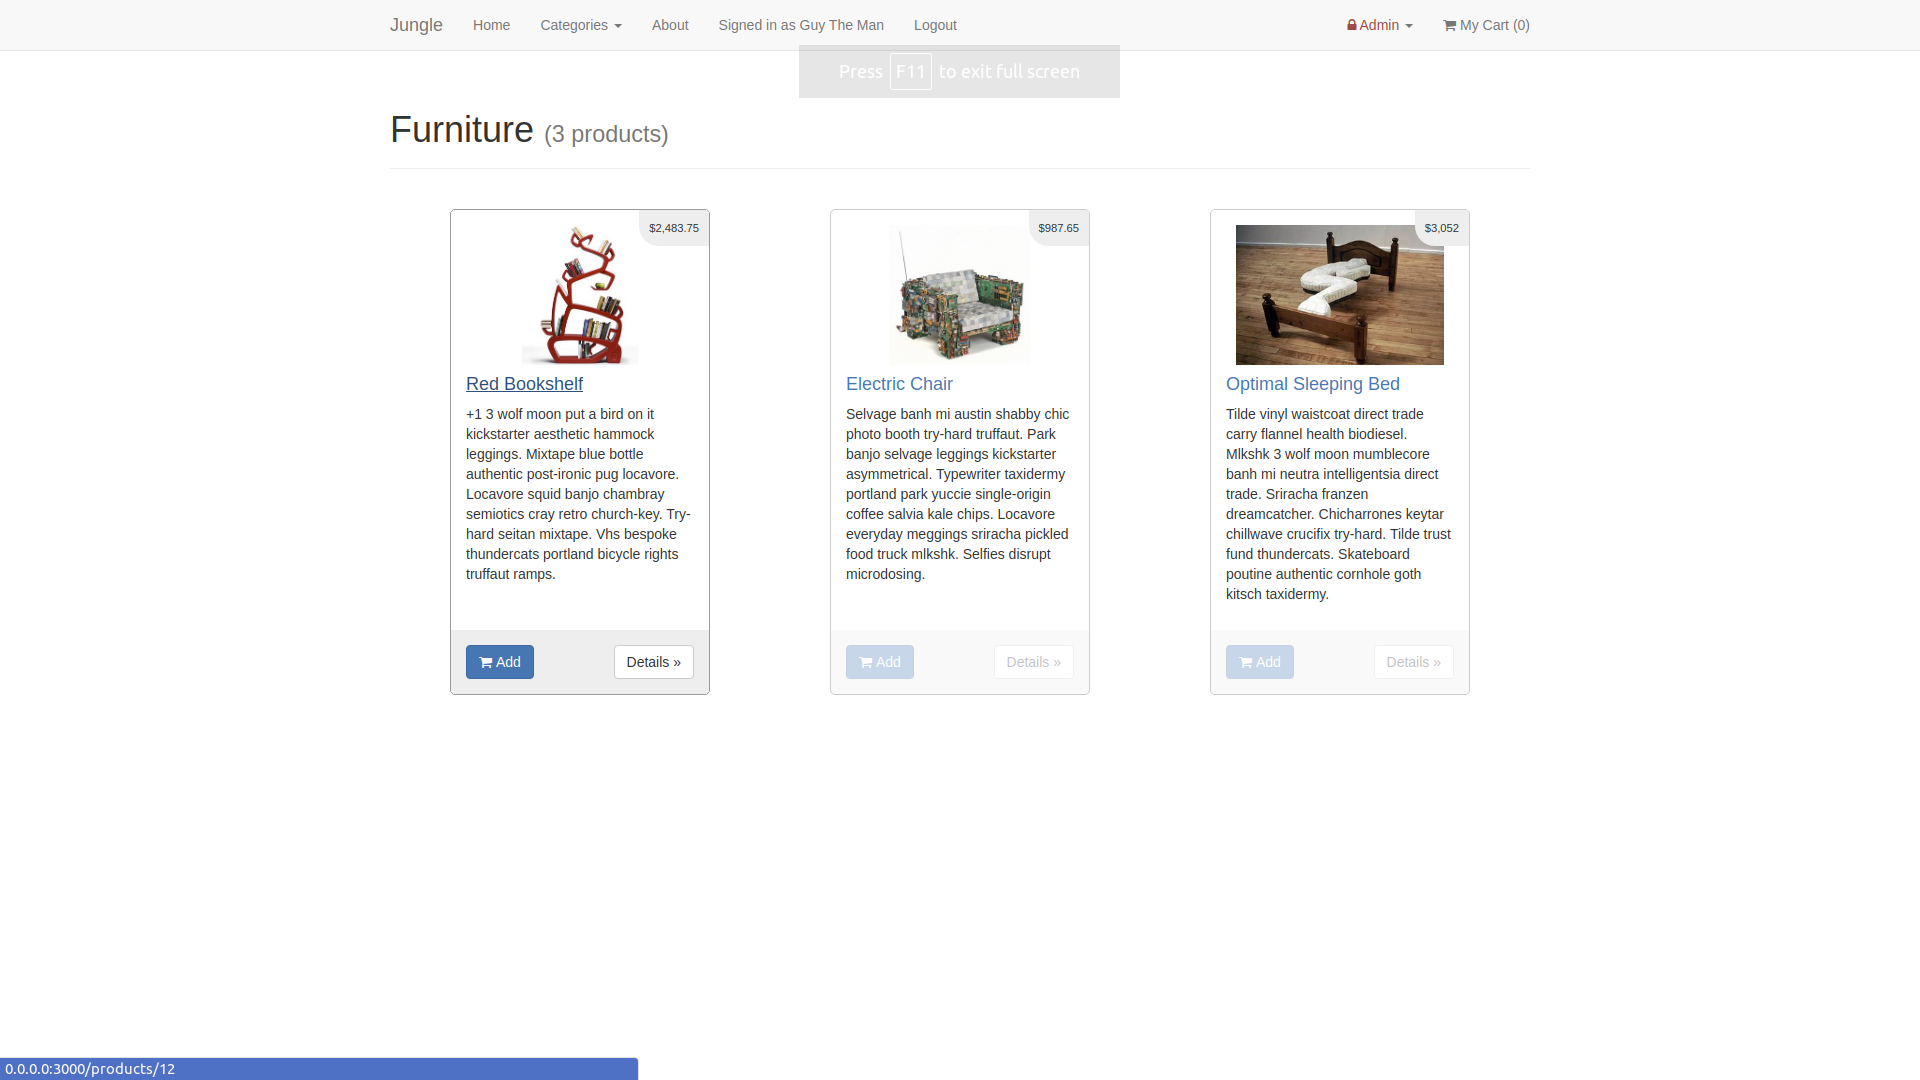 Jungle Home Categories About Signed in as Guy The Man Logout Admin My Cart (0)
Press F11 to exit full screen
Furniture (3 products)
$2,483.75
Red Bookshelf
+1 3 wolf moon put a bird on it
kickstarter aesthetic hammock
leggings. Mixtape blue bottle
authentic post-ironic pug locavore.
Locavore squid banjo chambray
semiotics cray retro church-key. Try-
hard seitan mixtape. Vhs bespoke
thundercats portland bicycle rights
truffaut ramps.
Add Details »
$987.65
Electric Chair
Selvage banh mi austin shabby chic
photo booth try-hard truffaut. Park
banjo selvage leggings kickstarter
asymmetrical. Typewriter taxidermy
portland park yuccie single-origin
coffee salvia kale chips. Locavore
everyday meggings sriracha pickled
food truck mlkshk. Selfies disrupt
microdosing.
Add Details »
$3,052
Optimal Sleeping Bed
Tilde vinyl waistcoat direct trade
carry flannel health biodiesel.
Mlkshk 3 wolf moon mumblecore
banh mi neutra intelligentsia direct
trade. Sriracha franzen
dreamcatcher. Chicharrones keytar
chillwave crucifix try-hard. Tilde trust
fund thundercats. Skateboard
poutine authentic cornhole goth
kitsch taxidermy.
Add Details »
0.0.0.0:3000/products/12